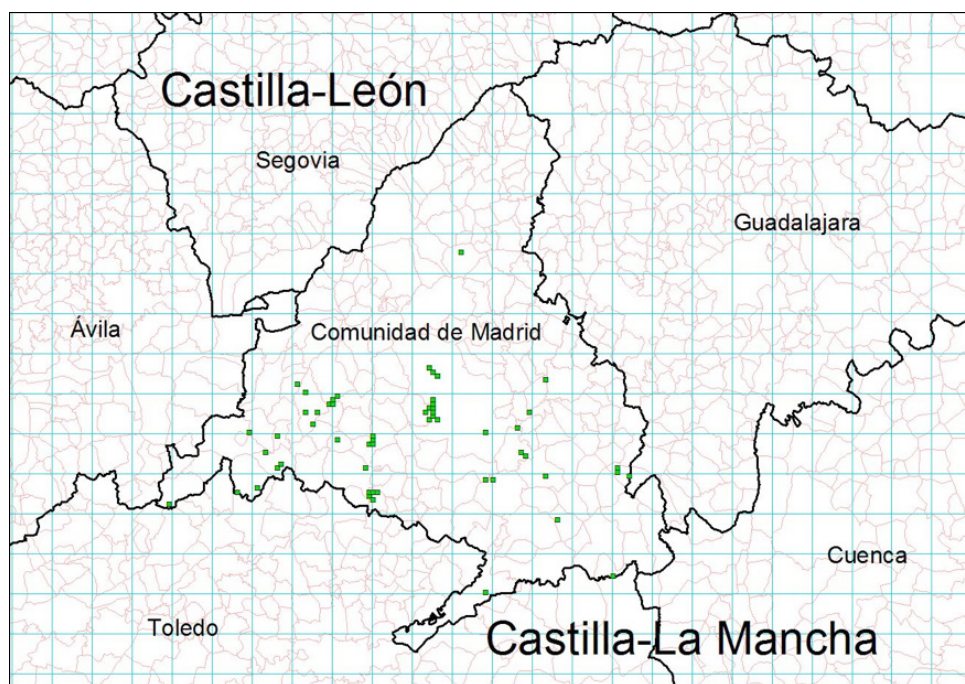 Castilla-León
Segovia
Guadalajara
Ávila
Comunidad de Madrid
Cuenca
Toledo
Castilla-La Mancha